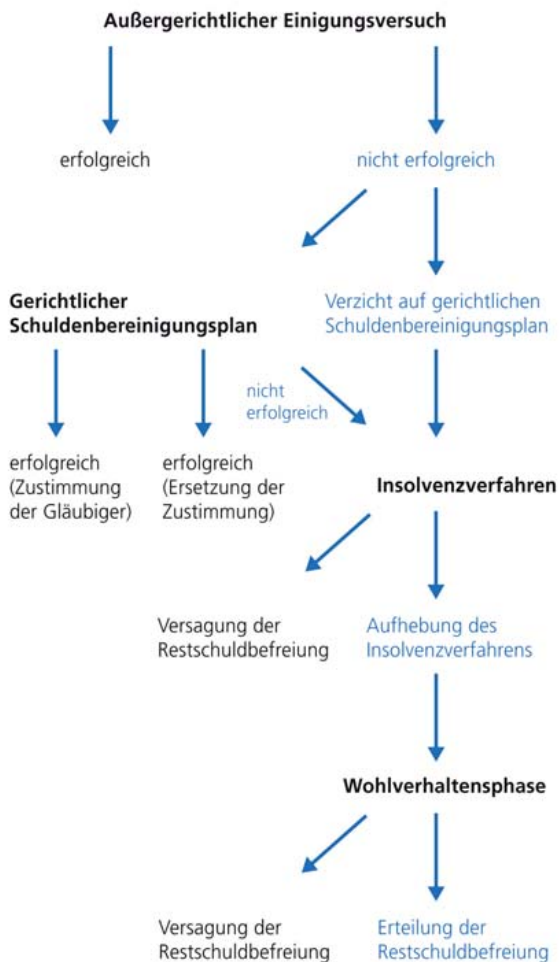 Außergerichtlicher Einigungsversuch
erfolgreich
nicht erfolgreich
Gerichtlicher
Schuldenbereinigungsplan
Verzicht auf gerichtlichen
Schuldenbereinigungsplan
nicht
erfolgreich
erfolgreich
(Zustimmung
der Gläubiger)
erfolgreich
(Ersetzung der
Zustimmung)
Insolvenzverfahren
Versagung der
Restschuldbefreiung
Aufhebung des
Insolvenzverfahrens
Wohlverhaltensphase
Versagung der
Restschuldbefreiung
Erteilung der
Restschuldbefreiung